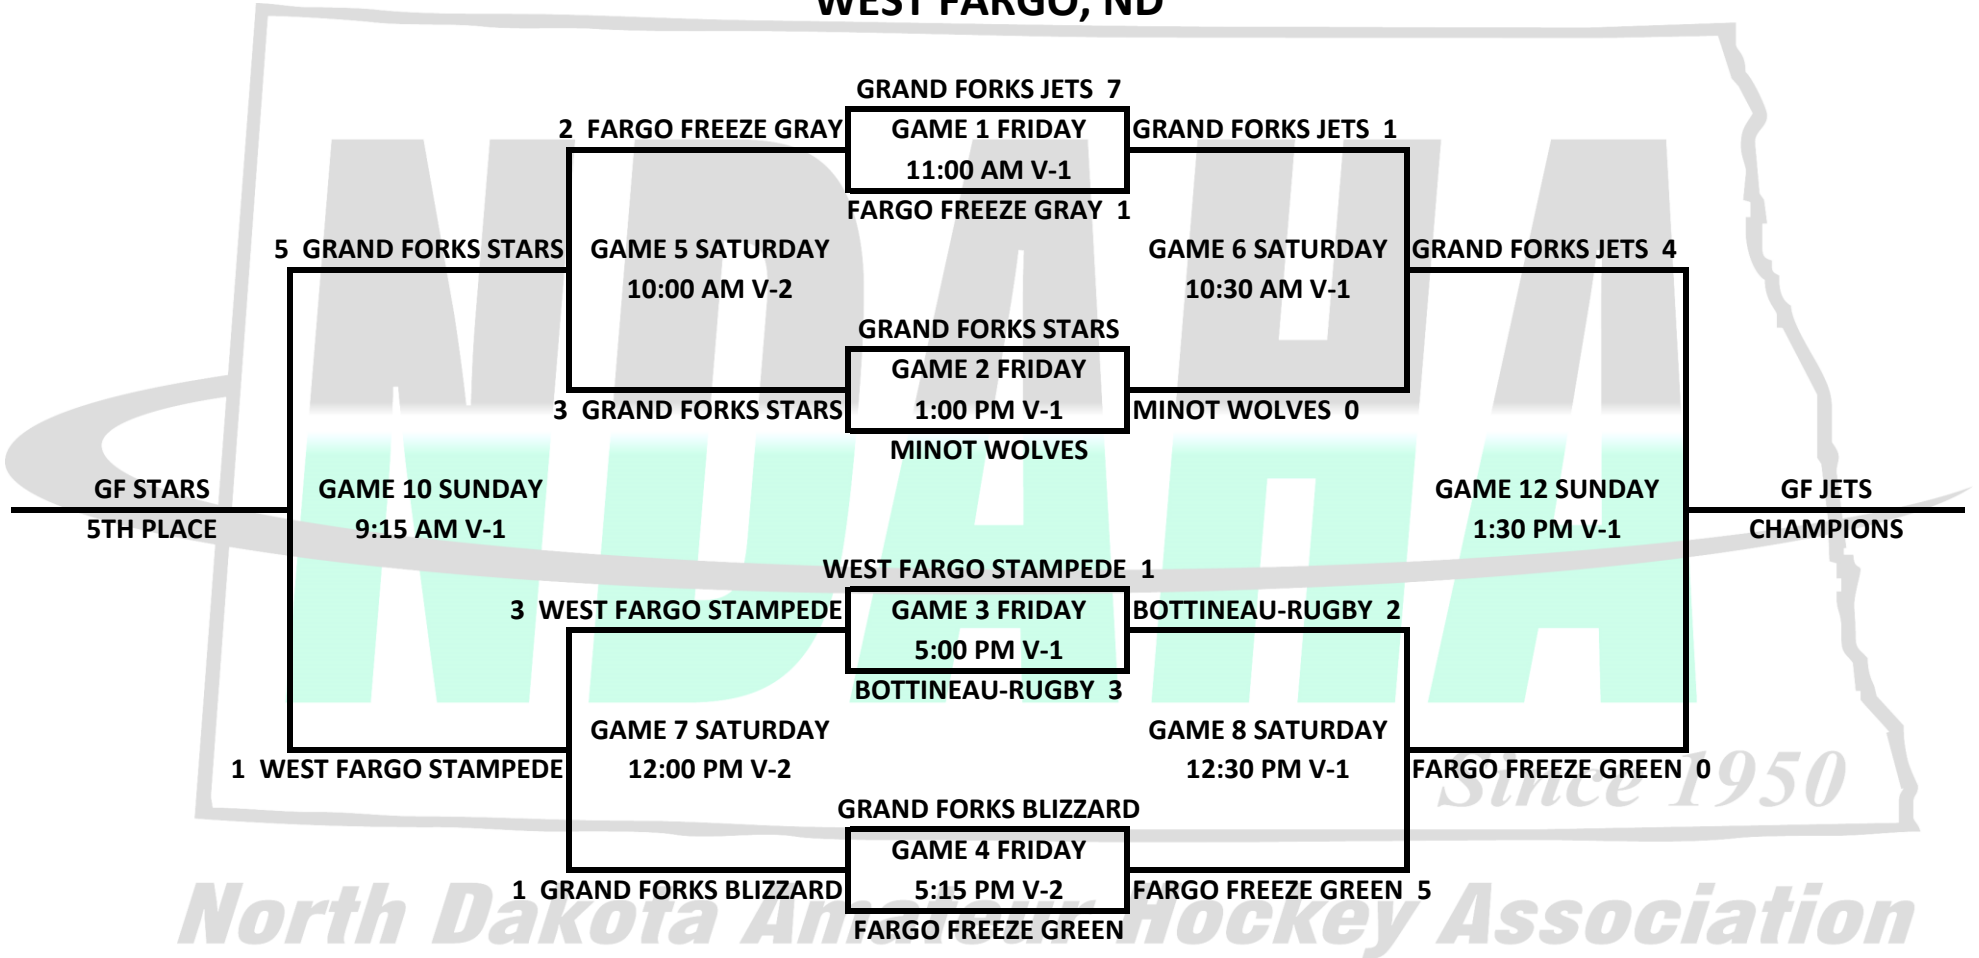 WEST FARGO, ND
GRAND FORKS JETS 7
2 FARGO FREEZE GRAY
GAME 1 FRIDAY
GRAND FORKS JETS 1
11:00 AM V-1
FARGO FREEZE GRAY 1
5 GRAND FORKS STARS
GAME 5 SATURDAY
GAME 6 SATURDAY
GRAND FORKS JETS 4
10:00 AM V-2
10:30 AM V-1
GRAND FORKS STARS
GAME 2 FRIDAY
3 GRAND FORKS STARS
1:00 PM V-1
MINOT WOLVES 0
MINOT WOLVES
GF STARS
GAME 10 SUNDAY
GAME 12 SUNDAY
GF JETS
5TH PLACE
9:15 AM V-1
1:30 PM V-1
CHAMPIONS
WEST FARGO STAMPEDE 1
3 WEST FARGO STAMPEDE
GAME 3 FRIDAY
BOTTINEAU-RUGBY 2
5:00 PM V-1
BOTTINEAU-RUGBY 3
GAME 7 SATURDAY
GAME 8 SATURDAY
1 WEST FARGO STAMPEDE
12:00 PM V-2
12:30 PM V-1
FARGO FREEZE GREEN 0
GRAND FORKS BLIZZARD
GAME 4 FRIDAY
1 GRAND FORKS BLIZZARD
5:15 PM V-2
FARGO FREEZE GREEN 5
FARGO FREEZE GREEN
NDAHA
Since 1950
North Dakota Amateur Hockey Association